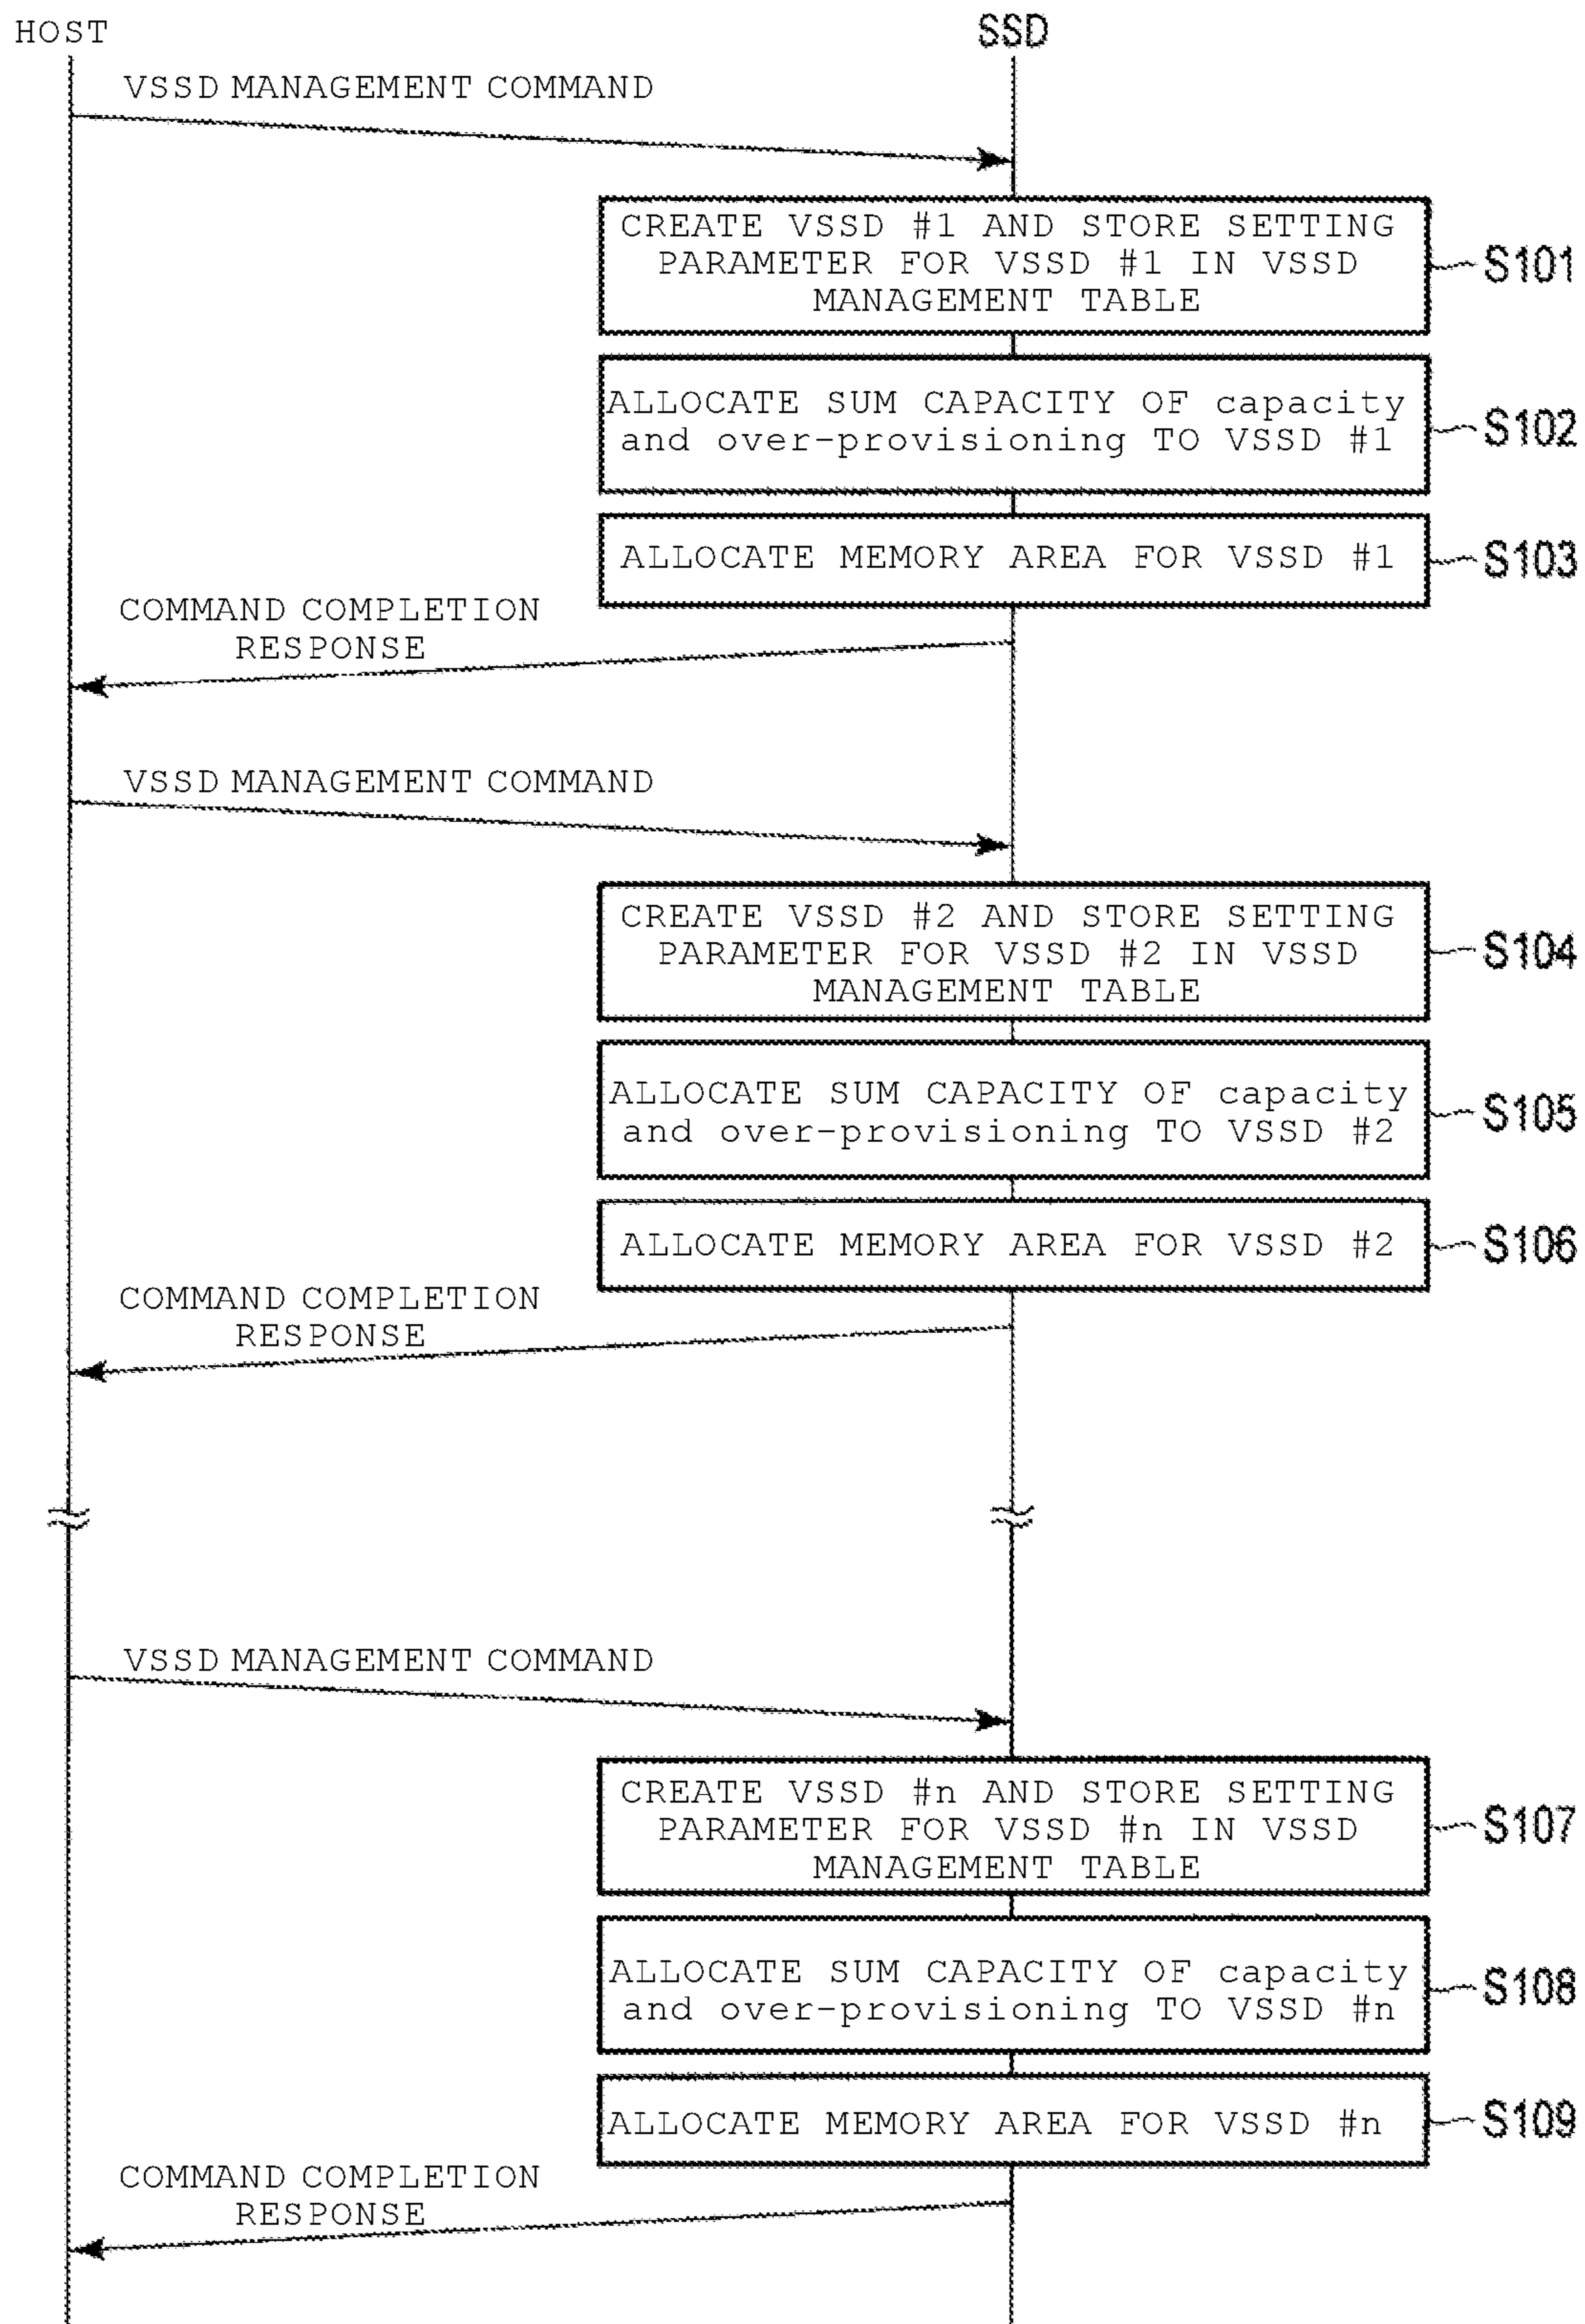 HOST
SSD
VSSD MANAGEMENT COMMAND
CREATE VSSD #1 AND STORE SETTING
PARAMETER FOR VSSD #1 IN VSSD
MANAGEMENT TABLE
S101
ALLOCATE SUM CAPACITY OF capacity
and over-provisioning TO VSSD #1
S102
ALLOCATE MEMORY AREA FOR VSSD #1
S103
COMMAND COMPLETION
RESPONSE
VSSD MANAGEMENT COMMAND
CREATE VSSD #2 AND STORE SETTING
PARAMETER FOR VSSD #2 IN VSSD
MANAGEMENT TABLE
S104
ALLOCATE SUM CAPACITY OF capacity
and over-provisioning TO VSSD #2
S105
ALLOCATE MEMORY AREA FOR VSSD #2
S106
COMMAND COMPLETION
RESPONSE
VSSD MANAGEMENT COMMAND
CREATE VSSD #n AND STORE SETTING
PARAMETER FOR VSSD #n IN VSSD
MANAGEMENT TABLE
S107
ALLOCATE SUM CAPACITY OF capacity
and over-provisioning TO VSSD #n
S108
ALLOCATE MEMORY AREA FOR VSSD #n
S109
COMMAND COMPLETION
RESPONSE